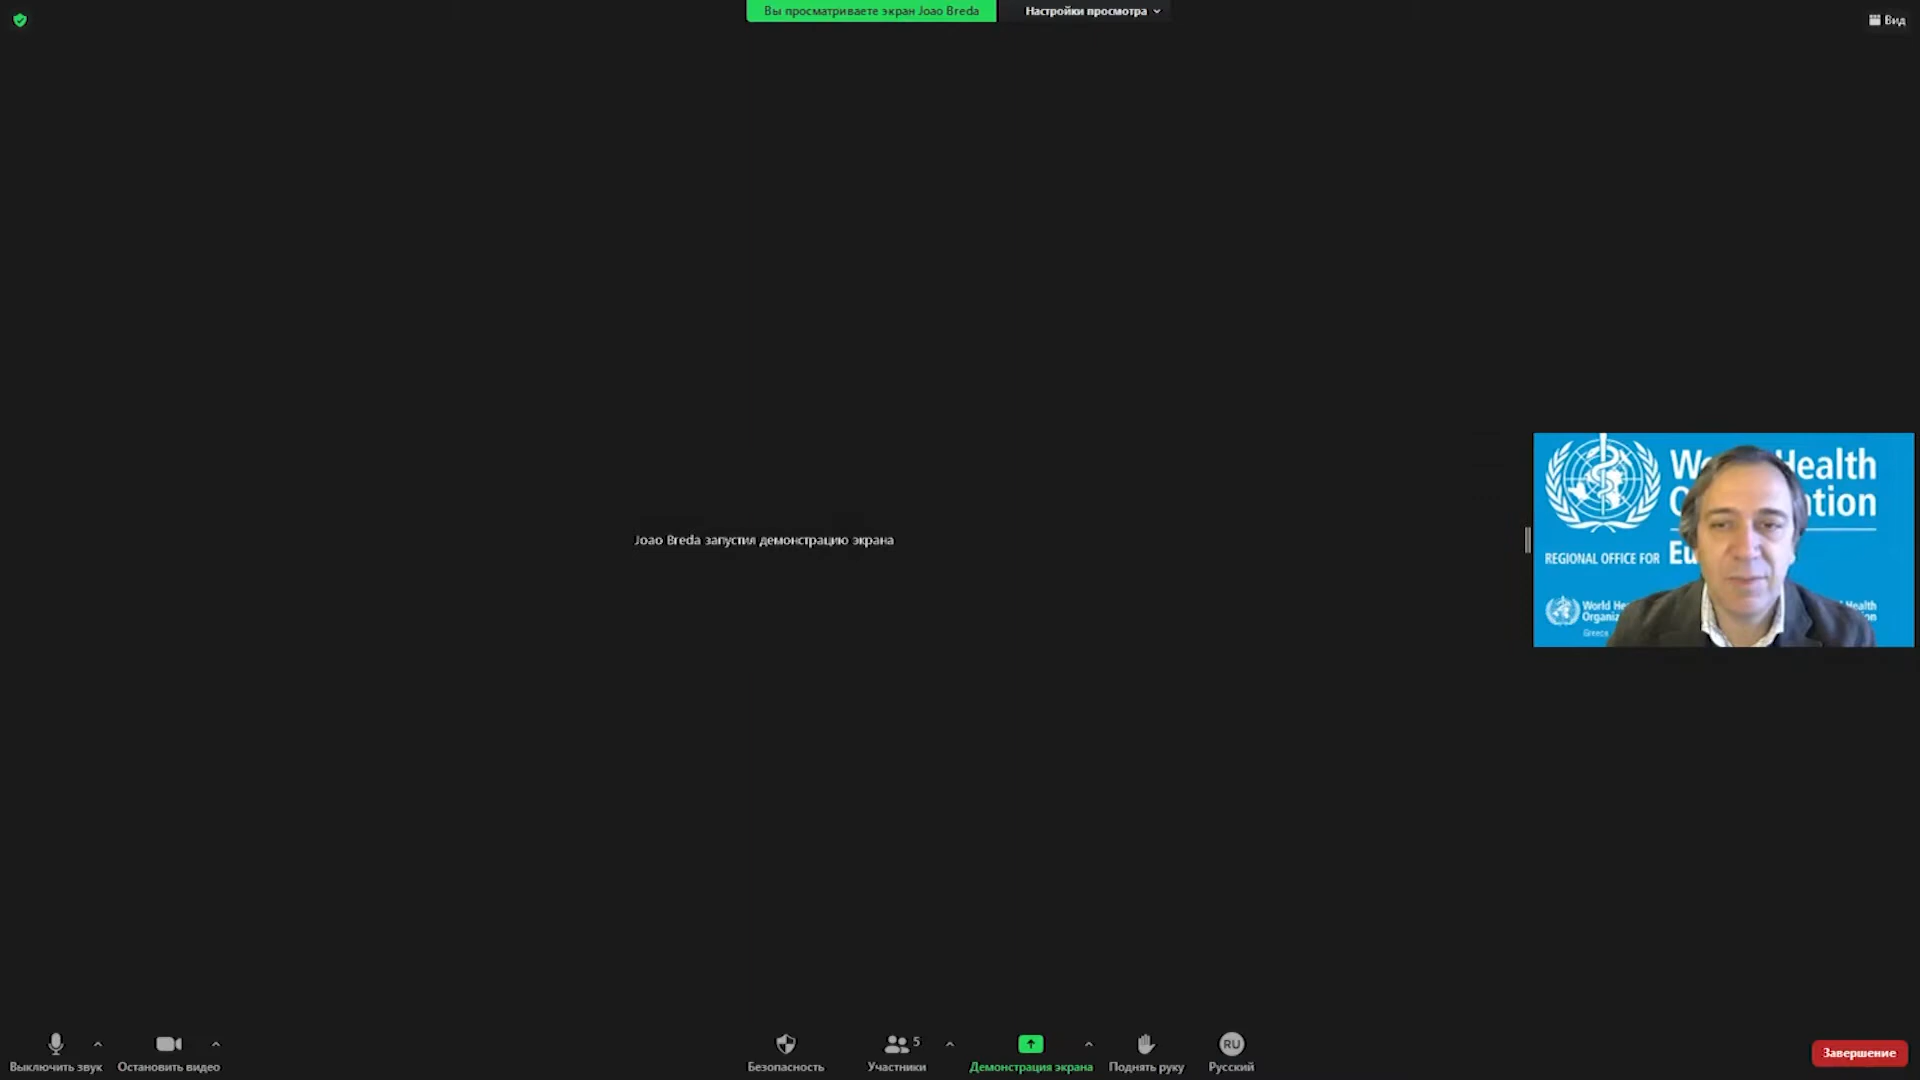 Вы просматриваете экран Joao Breda
Настройки просмотра
Вид
Joao Breda запустил демонстрацию экрана
Health
REGIONAL OFFICE FOR
Greece
Выключить звук
Остановить видео
Безопасность
5
Участники
Демонстрация экрана
Поднять руку
RU
Русский
Завершение